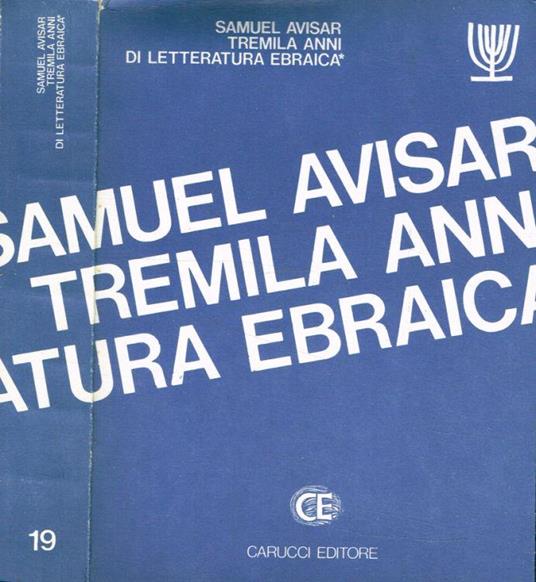 SAMUEL AVISAR
TREMILA ANNI
DI LETTERATURA EBRAICA*
19
SAMUEL AVISAR
TREMILA ANNI
DI LETTERATURA EBRAICA*
SAMUEL AVISAR
TREMILA ANN
ATURA EBRAICA
CE
CARUCCI EDITORE